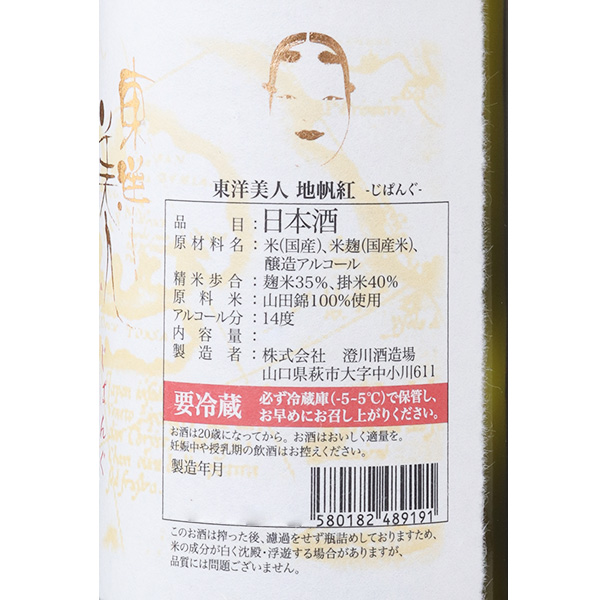 東洋美人
東洋美人 地帆紅 -じぱんぐ-
品目：日本酒
原材料名：米(国産)、米麹(国産米)、
醸造アルコール
精米歩合：麹米35%、掛米40%
原料米：山田錦100%使用
アルコール分：14度
内容量：
製造者：株式会社 澄川酒造場
山口県萩市大字中小川611
要冷蔵
必ず冷蔵庫(-5~5℃)で保管し、
お早めにお召し上がりください。
お酒は20歳になってから。お酒はおいしく適量を。
妊娠中や授乳期の飲酒はお控えください。
製造年月
580182 489191
このお酒は搾った後、濾過をせず瓶詰めしておりますため、
米の成分が白く沈殿・浮遊する場合がありますが、
品質には問題ございません。